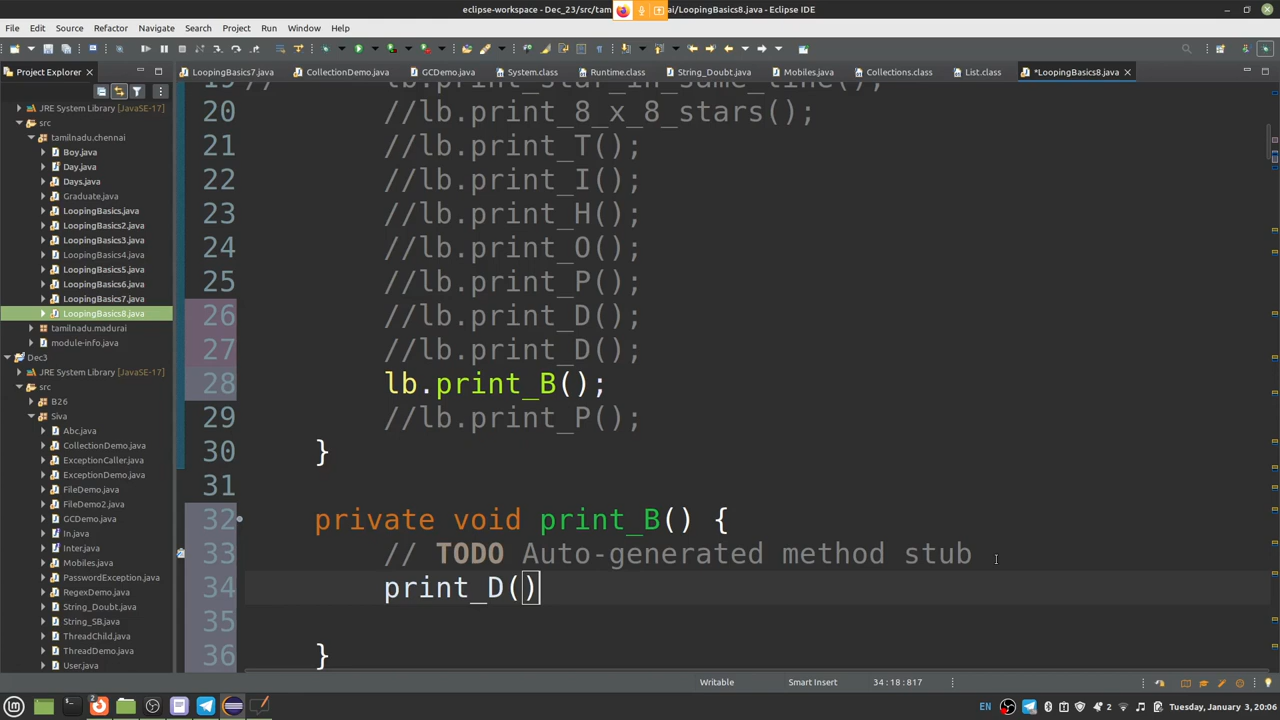 eclipse-workspace - Dec_23/src/tam
ai/LoopingBasics8.java - Eclipse IDE
File Edit Source Refactor Navigate Search Project Run Window Help
Project Explorer
LoopingBasics7.java CollectionDemo.java GCDemo.java System.class Runtime.class String_Doubt.java Mobiles.java Collections.class List.class *LoopingBasics8.java
JRE System Library [JavaSE-17]
src
tamilnadu.chennai
Boy.java
Day.java
Days.java
Graduate.java
LoopingBasics.java
LoopingBasics2.java
LoopingBasics3.java
LoopingBasics4.java
LoopingBasics5.java
LoopingBasics6.java
LoopingBasics7.java
LoopingBasics8.java
tamilnadu.madurai
module-info.java
Dec3
JRE System Library [JavaSE-17]
src
B26
Siva
Abc.java
CollectionDemo.java
ExceptionCaller.java
ExceptionDemo.java
FileDemo.java
FileDemo2.java
GCDemo.java
In.java
Inter.java
Mobiles.java
PasswordException.java
RegexDemo.java
String_Doubt.java
String_SB.java
ThreadChild.java
ThreadDemo.java
User.java
19 // lb.print_star_in_same_line();
20 //lb.print_8_x_8_stars();
21 //lb.print_T();
22 //lb.print_I();
23 //lb.print_H();
24 //lb.print_O();
25 //lb.print_P();
26 //lb.print_D();
27 //lb.print_D();
28 lb.print_B();
29 //lb.print_P();
30 }
31
32 private void print_B() {
33 // TODO Auto-generated method stub
34 print_D()
35
36 }
Writable Smart Insert 34 : 18 : 817
2 EN 2 Tuesday, January 3, 20:06